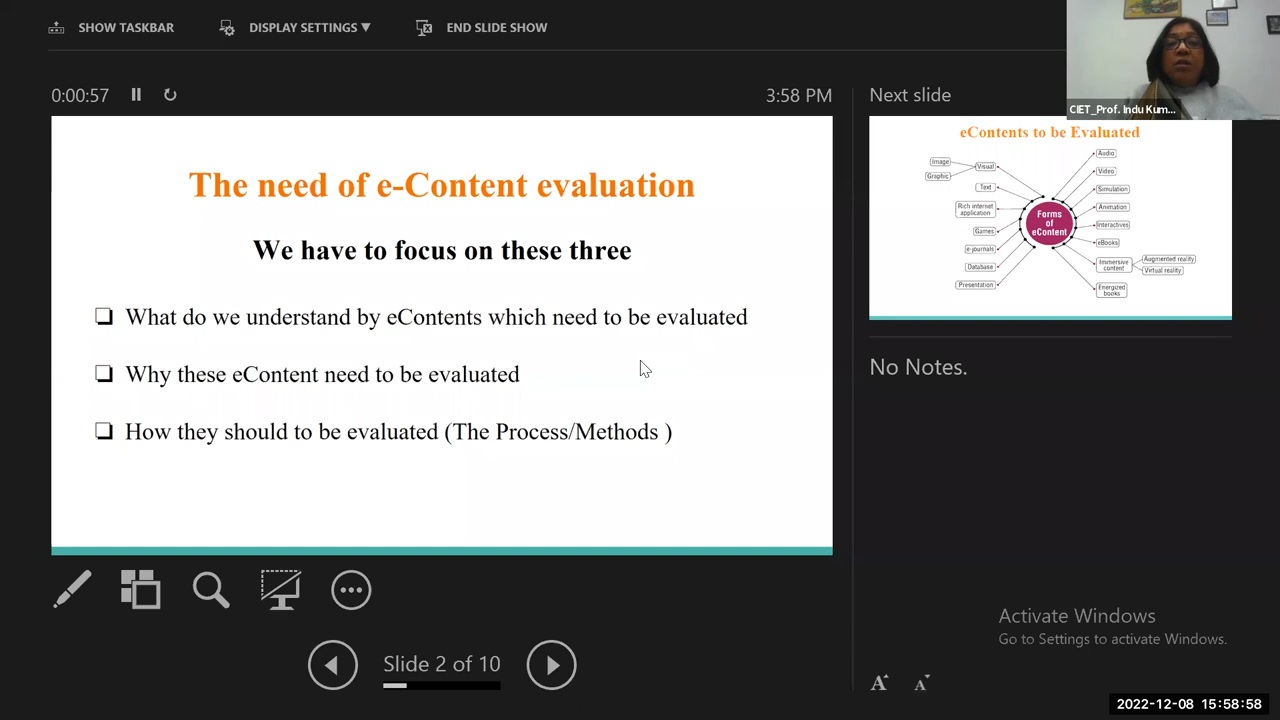 SHOW TASKBAR
DISPLAY SETTINGS ▼
END SLIDE SHOW
0:00:57
3:58 PM
The need of e-Content evaluation
We have to focus on these three
❑ What do we understand by eContents which need to be evaluated
❑ Why these eContent need to be evaluated
❑ How they should to be evaluated (The Process/Methods )
Slide 2 of 10
CIET_Prof. Indu Kum...
Next slide
eContents to be Evaluated
Image
Graphic
Visual
Text
Rich internet
application
Games
e-journals
Database
Presentation
Forms
of
eContent
Audio
Video
Simulation
Animation
Interactives
eBooks
Immersive
content
Augmented reality
Virtual reality
Energized
books
No Notes.
Activate Windows
Go to Settings to activate Windows.
A A
2022-12-08 15:58:58